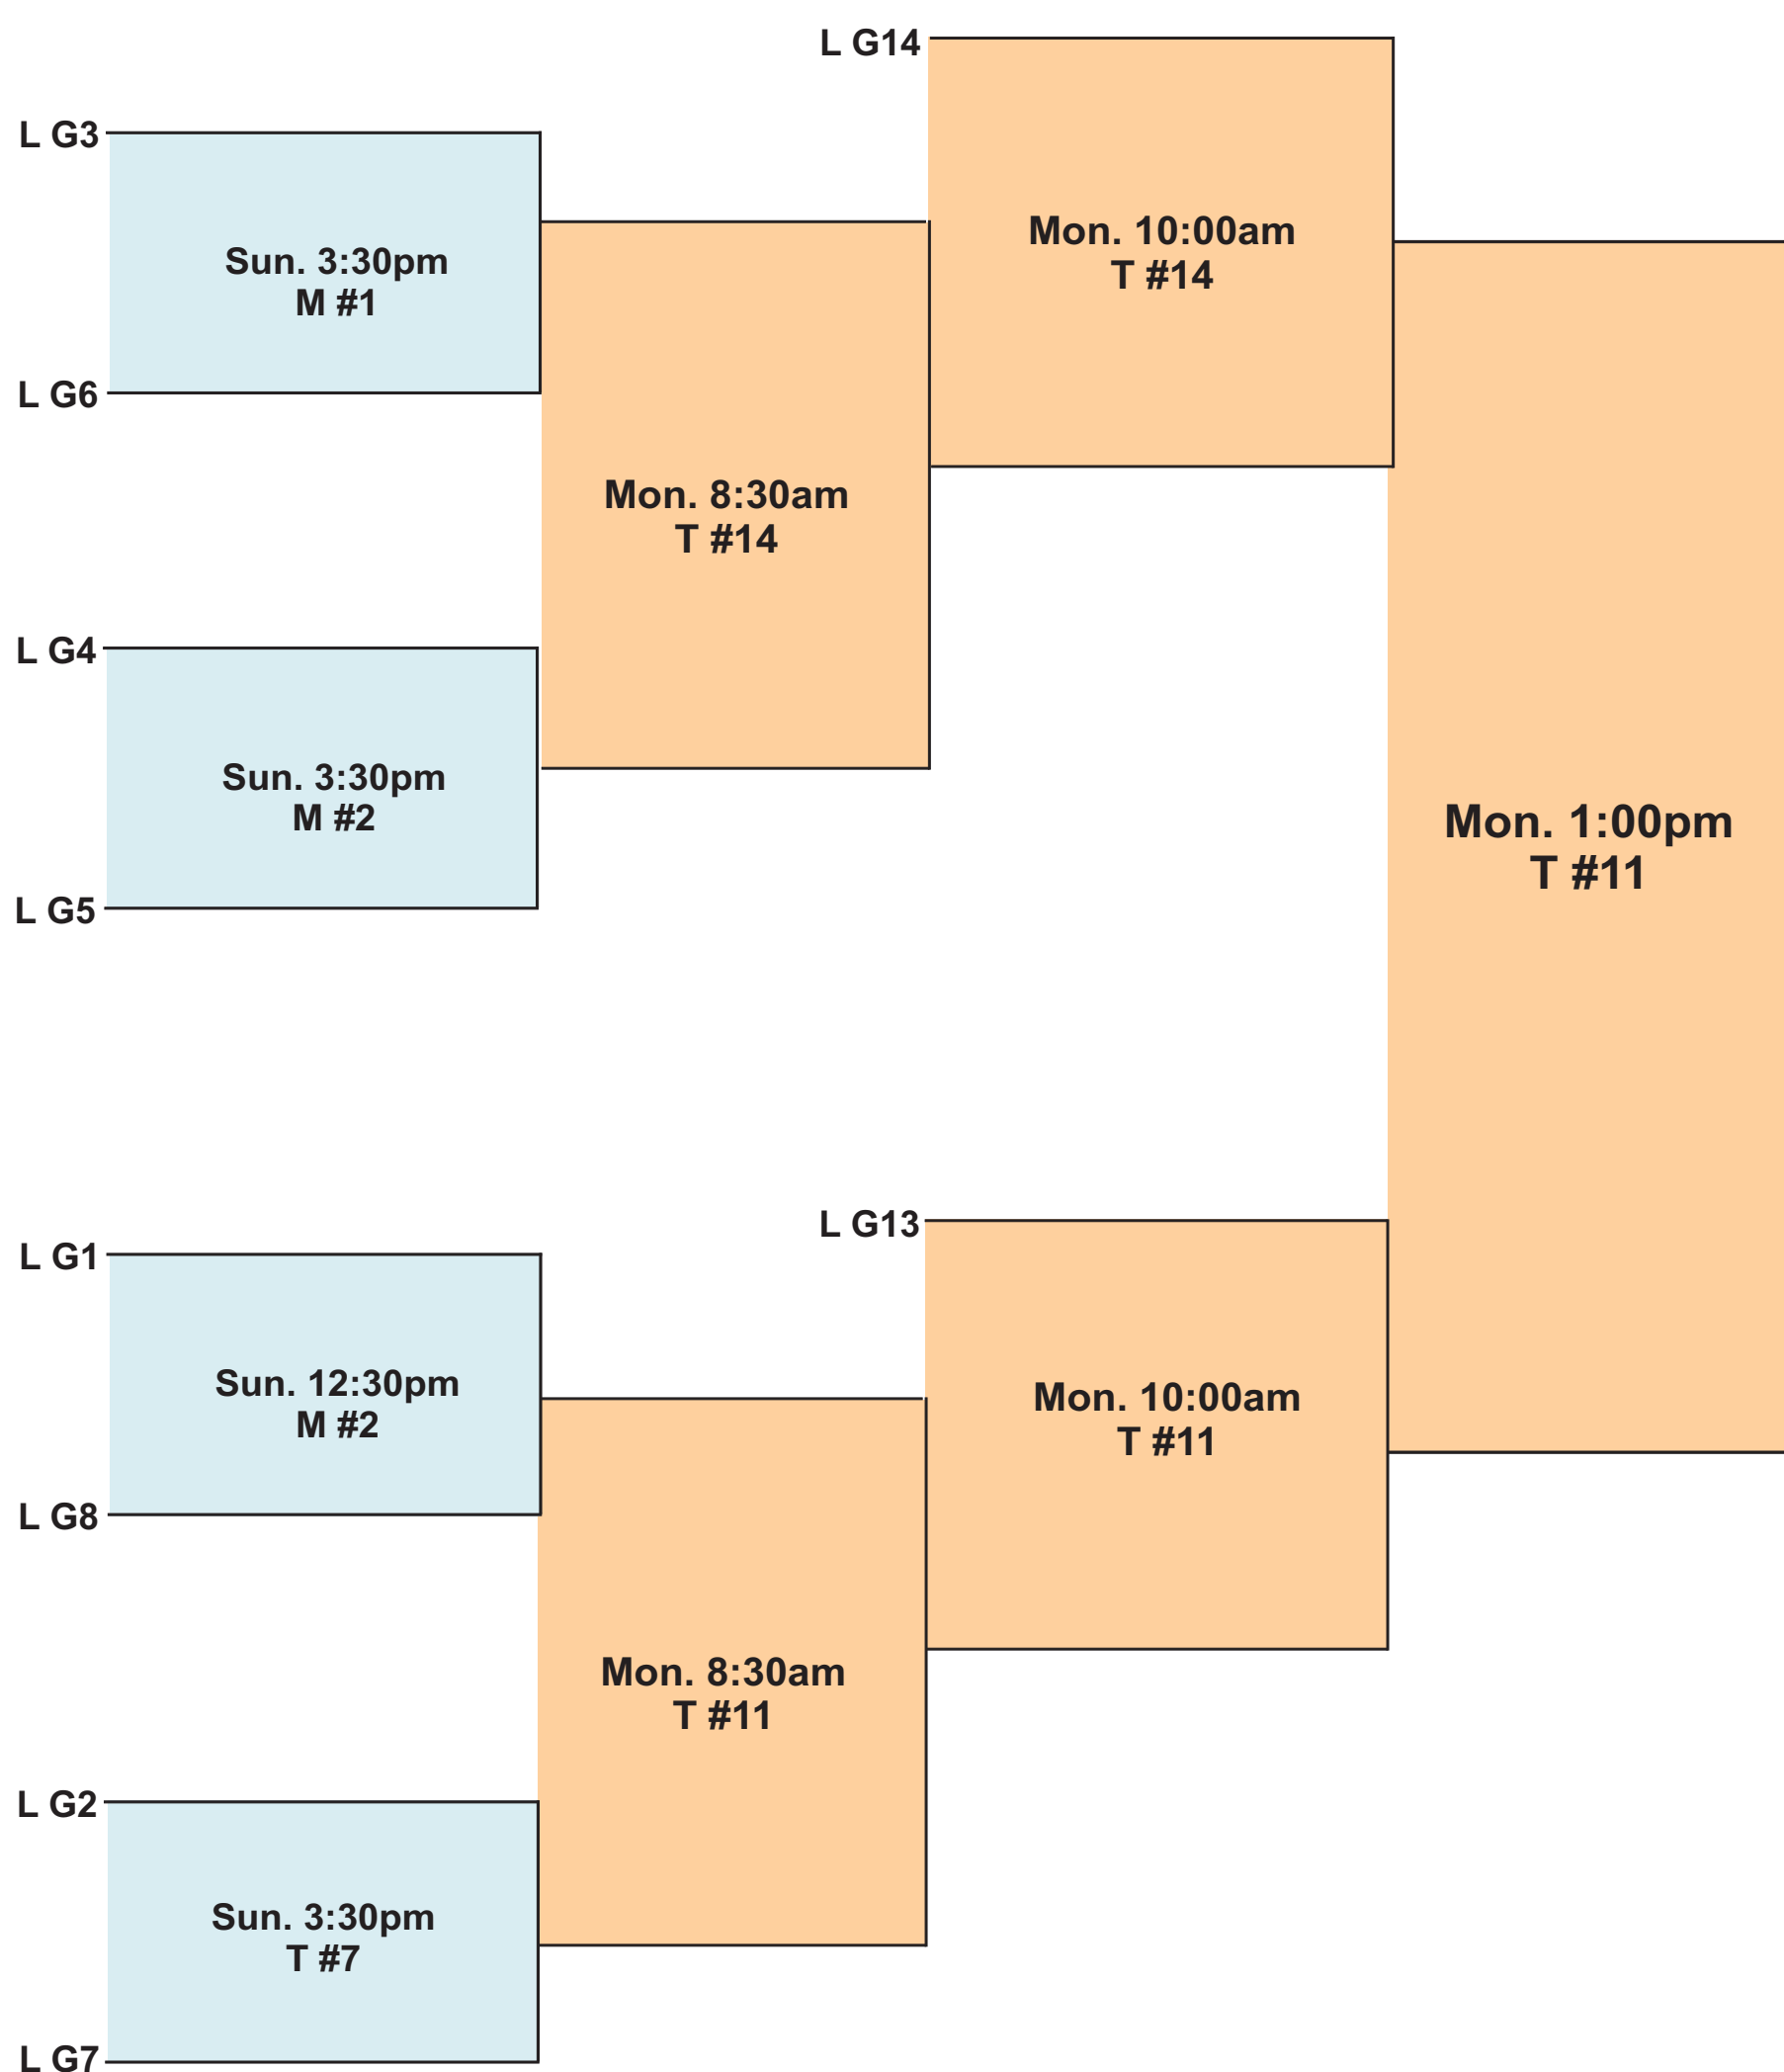 L G14
L G3
Mon. 10:00am
T #14
Sun. 3:30pm
M #1
L G6
Mon. 8:30am
T #14
L G4
Sun. 3:30pm
M #2
Mon. 1:00pm
T #11
L G5
L G13
L G1
Sun. 12:30pm
M #2
Mon. 10:00am
T #11
L G8
Mon. 8:30am
T #11
L G2
Sun. 3:30pm
T #7
L G7